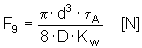 F₉ = π · d³ · τ_A / 8 · D · K_w [N]